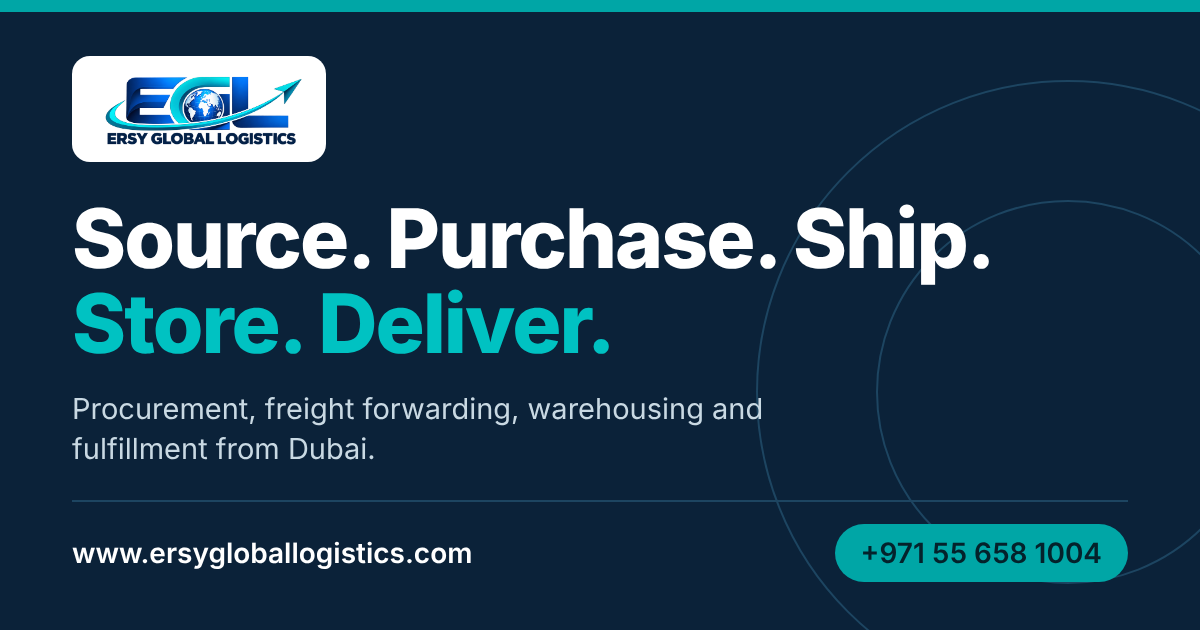 EGL
ERSY GLOBAL LOGISTICS
Source. Purchase. Ship.
Store. Deliver.
Procurement, freight forwarding, warehousing and
fulfillment from Dubai.
www.ersygloballogistics.com
+971 55 658 1004